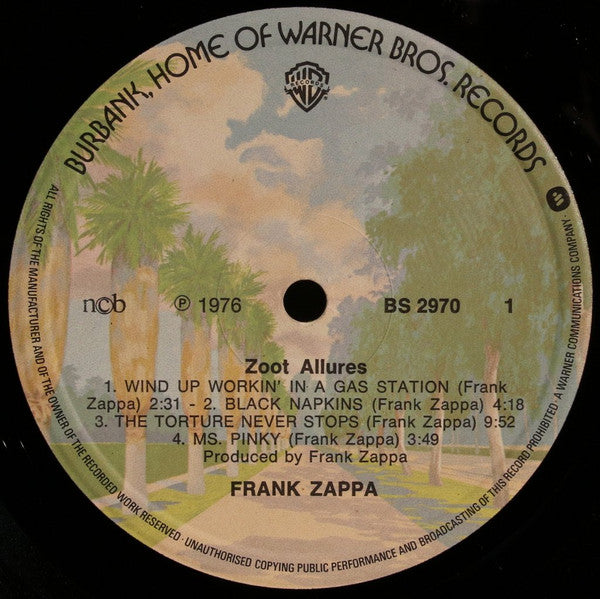 BURBANK, HOME OF WARNER BROS. RECORDS
RECORDS
ncb
Ⓟ 1976
BS 2970 1
Zoot Allures
1. WIND UP WORKIN' IN A GAS STATION (Frank
Zappa) 2:31 - 2. BLACK NAPKINS (Frank Zappa) 4:18
3. THE TORTURE NEVER STOPS (Frank Zappa) 9:52
4. MS. PINKY (Frank Zappa) 3:49
Produced by Frank Zappa
FRANK ZAPPA
ALL RIGHTS OF THE MANUFACTURER AND OF THE OWNER OF THE RECORDED WORK RESERVED · UNAUTHORISED COPYING PUBLIC PERFORMANCE AND BROADCASTING OF THIS RECORD PROHIBITED · A WARNER COMMUNICATIONS COMPANY ·